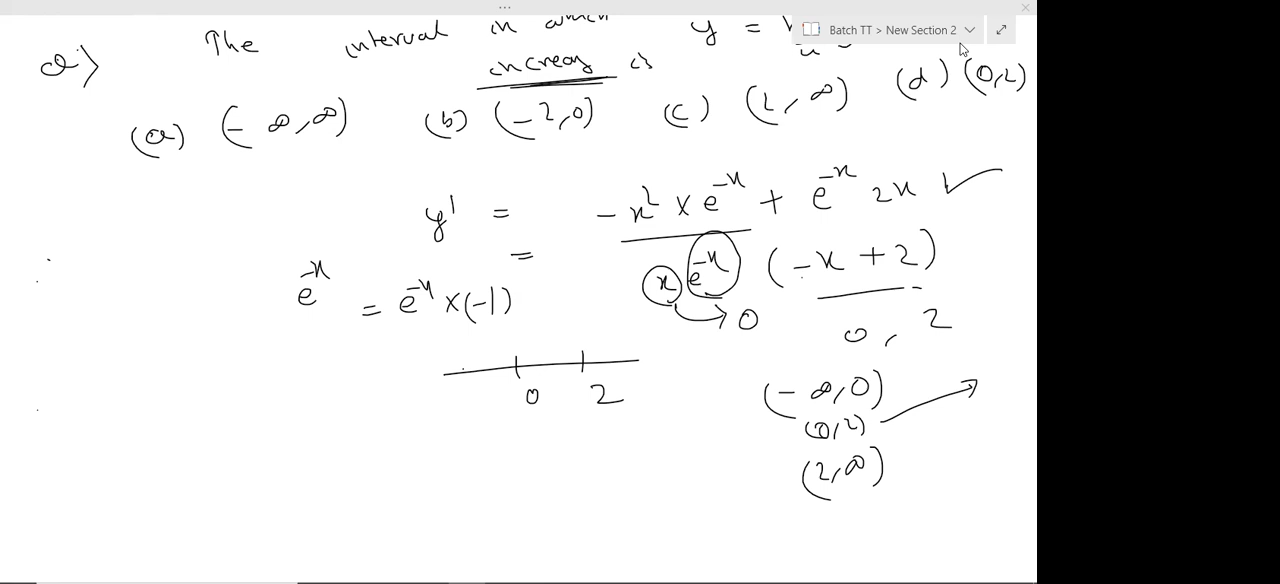 Batch TT > New Section 2
Q:) The interval in which y =
increas is
(a) (-∞,∞) (b) (-2,0) (c) (2,∞) (d) (0,2)
y' = -x² × e^-x + e^-x 2x ✓
= x e^-x (-x + 2)
e^-x = e^-x × (-1)
0 0, 2
0 2
(-∞,0)
(0,2)
(2,∞)